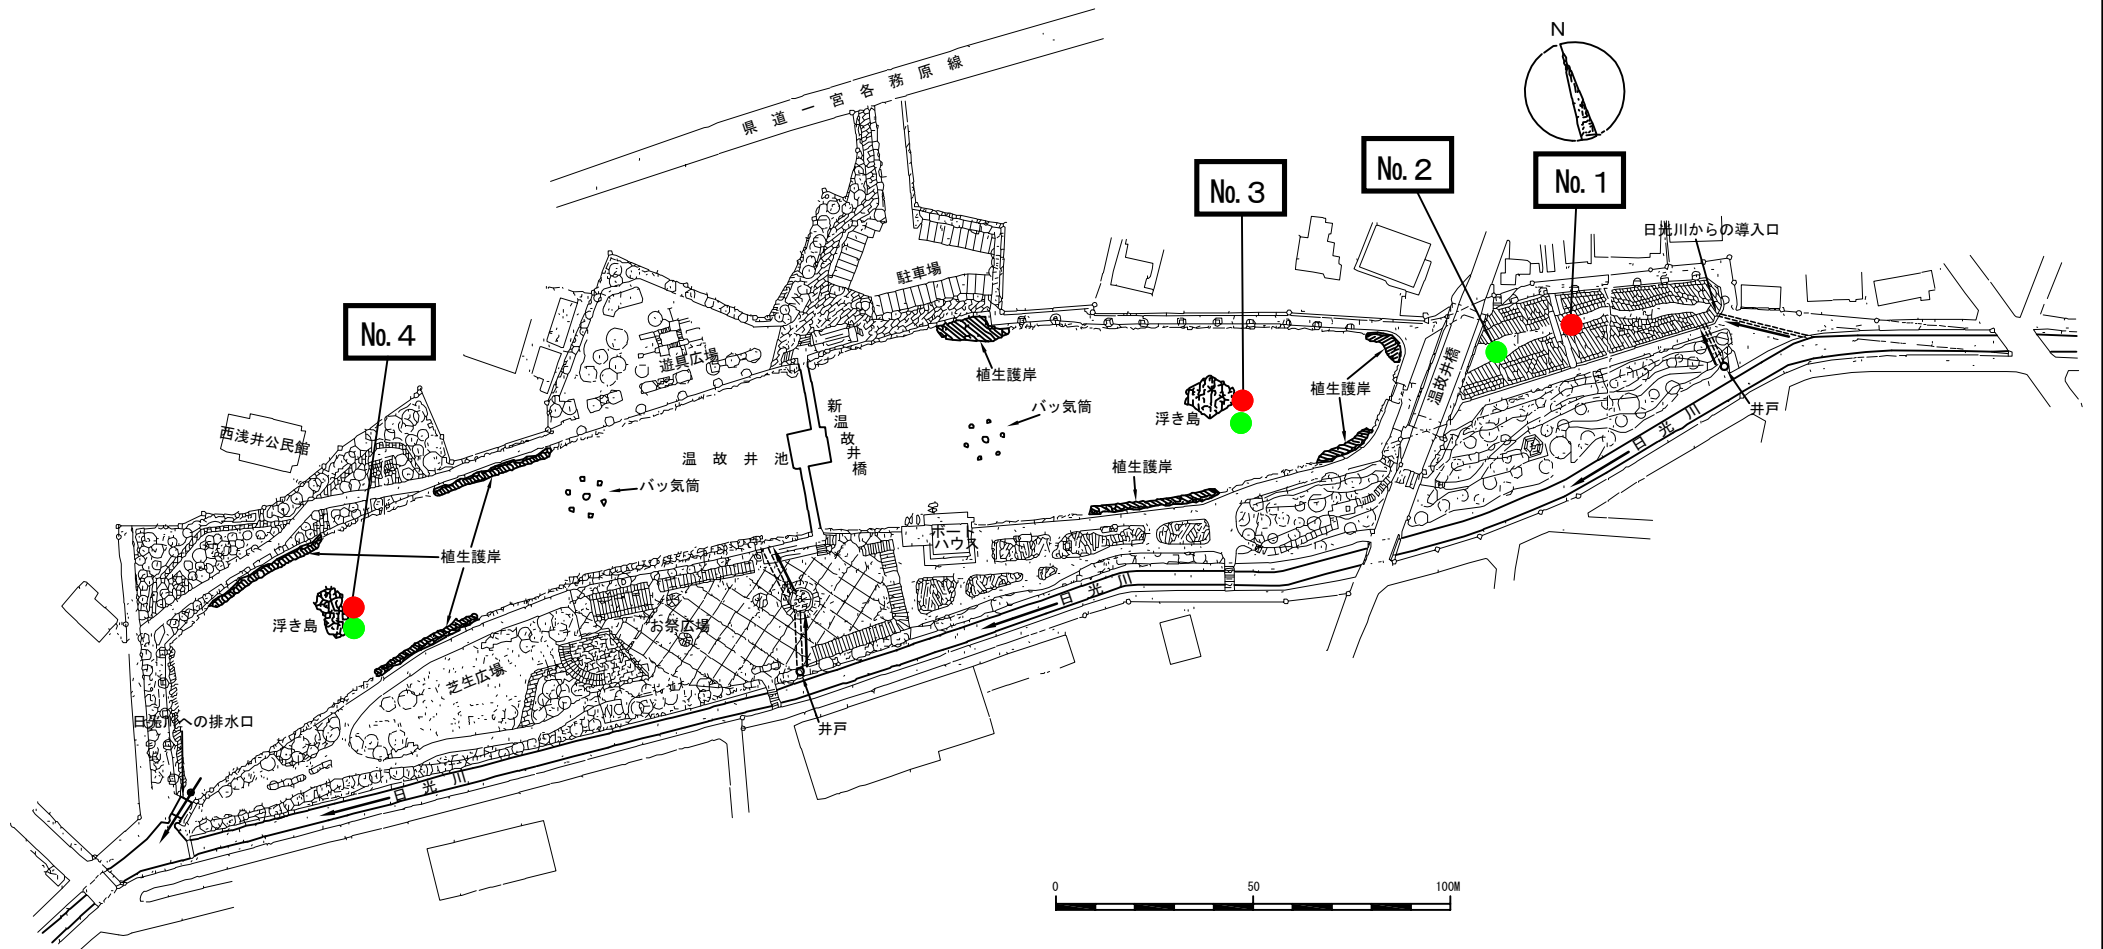 N
県道一宮各務原線
№.1
№.2
№.3
№.4
日光川からの導入口
駐車場
遊具広場
植生護岸
植生護岸
温故井橋
井戸
バッ気筒
浮き島
新温故井橋
西浅井公民館
温故井池
日光川
植生護岸
バッ気筒
ボートハウス
植生護岸
日光川
浮き島
お祭広場
芝生広場
日光川への排水口
井戸
日光川
0 50 100M